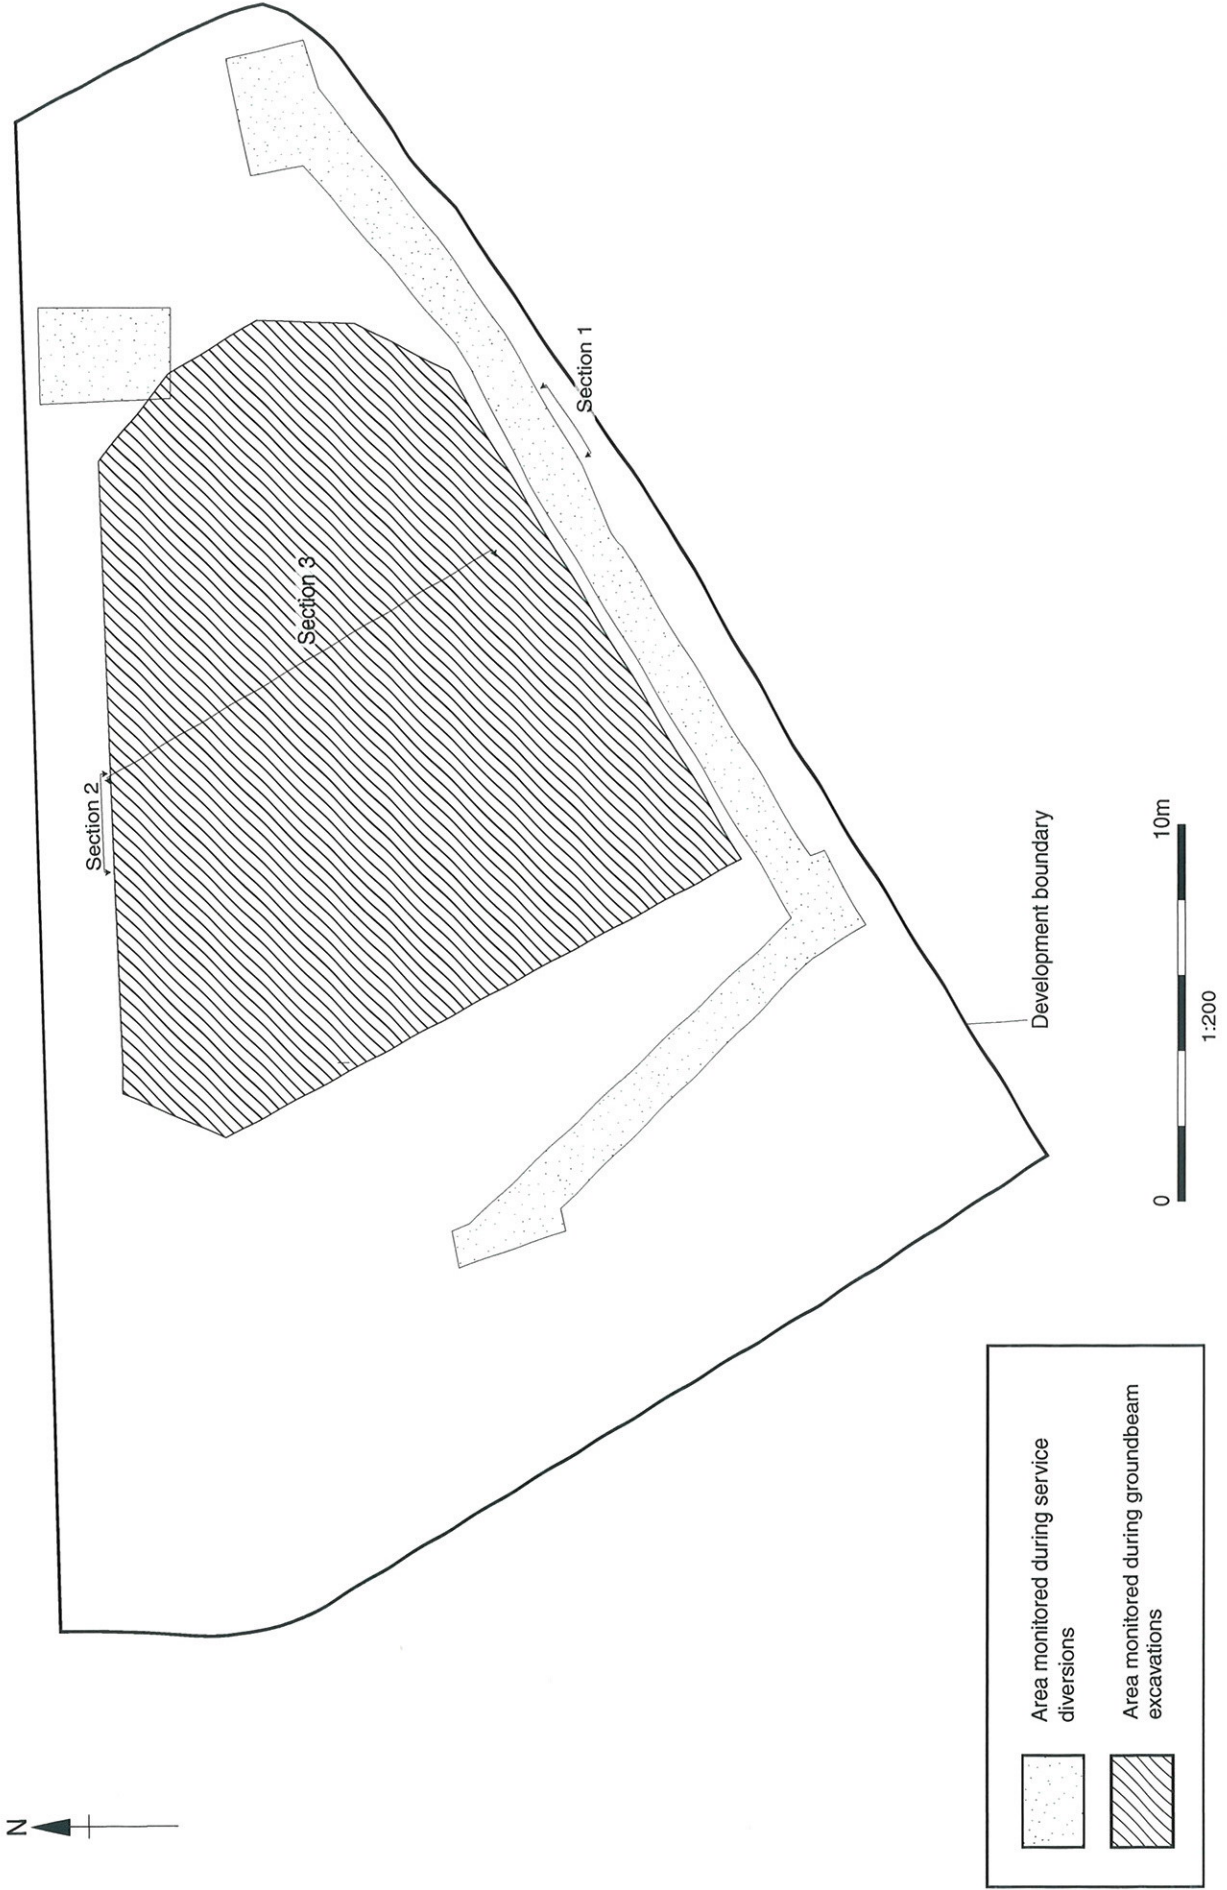 N
Section 2
Section 3
Section 1
Development boundary
0
10m
1:200
Area monitored during service
diversions
Area monitored during groundbeam
excavations